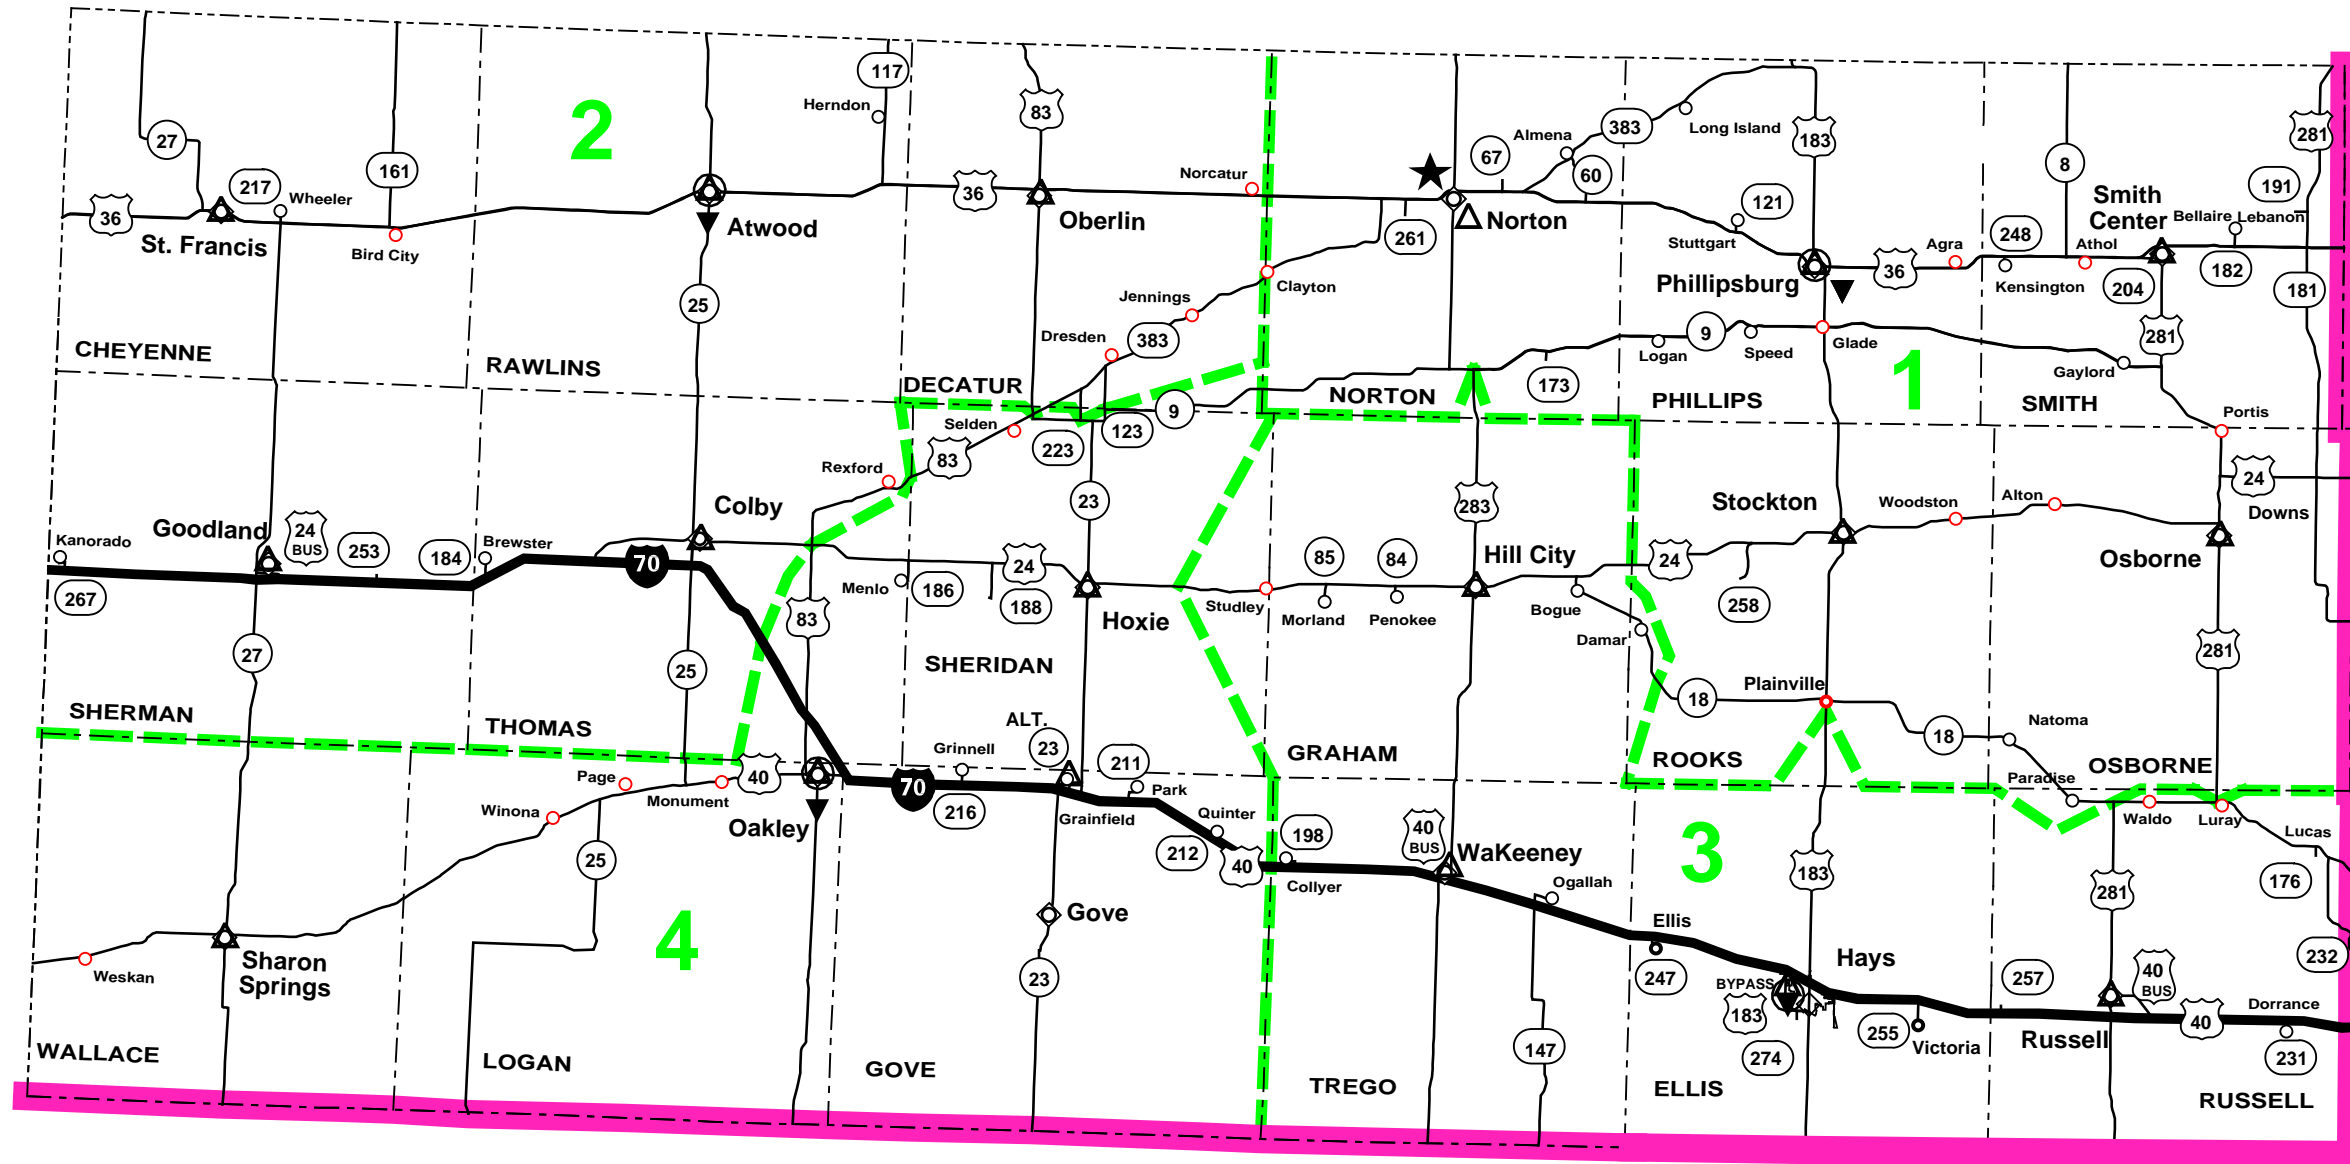 117
2
Herndon
83
27
383
Long Island
281
Almena
67
183
161
217
Wheeler
Norcatur
60
8
191
36
36
121
Smith
Center
Bellaire
Lebanon
St. Francis
Atwood
Oberlin
Norton
261
Stuttgart
Agra
248
Athol
Bird City
36
182
Phillipsburg
Kensington
204
181
Clayton
25
Jennings
Dresden
383
9
281
Logan
Speed
Glade
CHEYENNE
RAWLINS
DECATUR
NORTON
173
PHILLIPS
1
Gaylord
SMITH
9
Portis
Selden
223
123
Rexford
83
24
Colby
23
283
Stockton
Woodston
Alton
Downs
Goodland
24
BUS
253
184
Brewster
Kanorado
70
24
85
84
Hill City
24
Osborne
267
Menlo
186
188
Hoxie
Studley
Morland
Penokee
Bogue
258
83
Damar
27
25
SHERIDAN
281
Plainville
18
SHERMAN
THOMAS
ALT.
23
GRAHAM
ROOKS
Natoma
18
OSBORNE
Grinnell
211
Page
40
70
Paradise
Winona
Monument
216
Park
Oakley
Grainfield
Quinter
Waldo
Luray
Lucas
212
198
40
BUS
WaKeeney
3
25
40
Collyer
Ogallah
183
281
176
4
Gove
Ellis
Sharon
Springs
Weskan
23
247
Hays
257
40
BUS
232
BYPASS
183
Dorrance
255
Victoria
Russell
40
274
147
231
WALLACE
LOGAN
GOVE
TREGO
ELLIS
RUSSELL